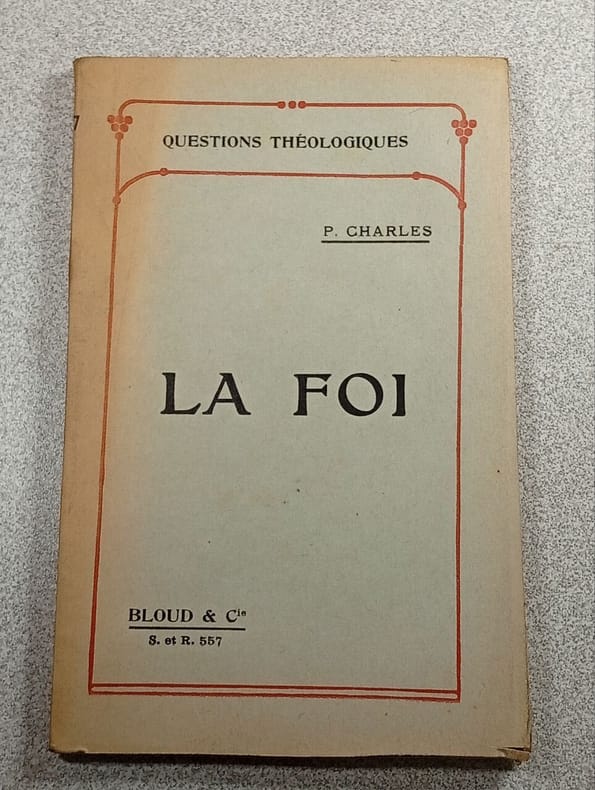 QUESTIONS THÉOLOGIQUES
P. CHARLES
LA FOI
BLOUD & Cie
S. et R. 557